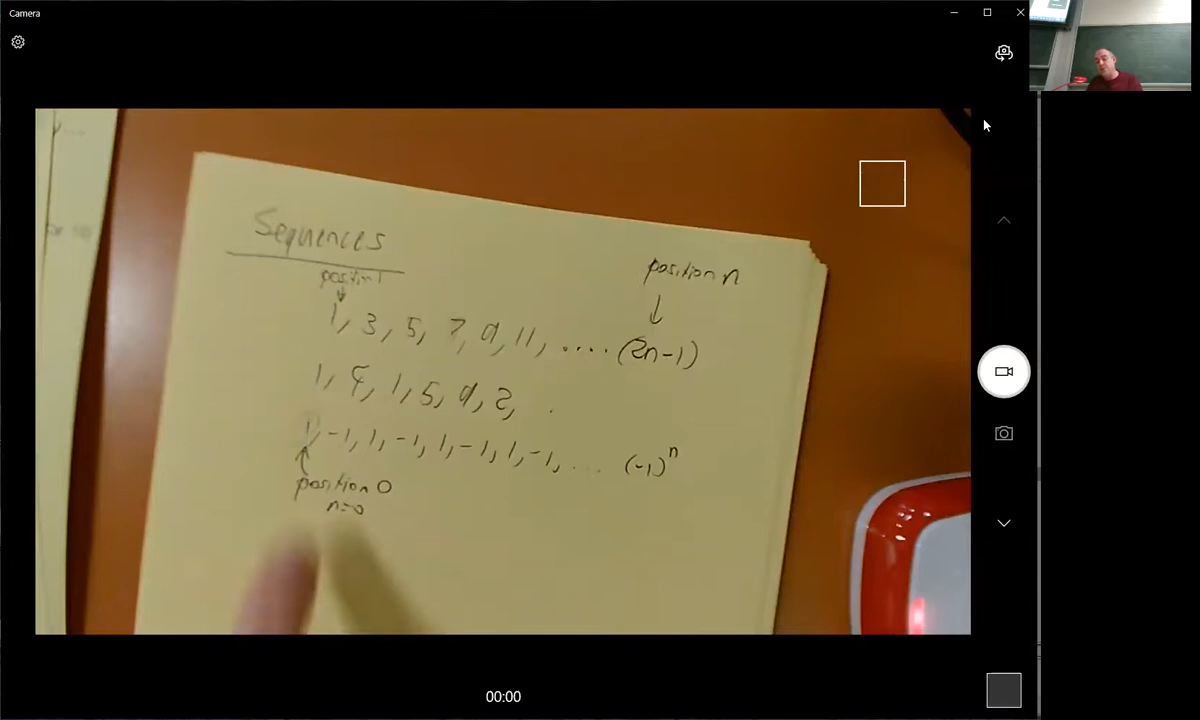 Camera
Sequences
position 1
position n
1, 3, 5, 7, 9, 11, .... (2n-1)
1, 4, 1, 5, 9, 2, .
1, -1, 1, -1, 1, -1, 1, -1, ... (-1)^n
position 0
n=0
00:00